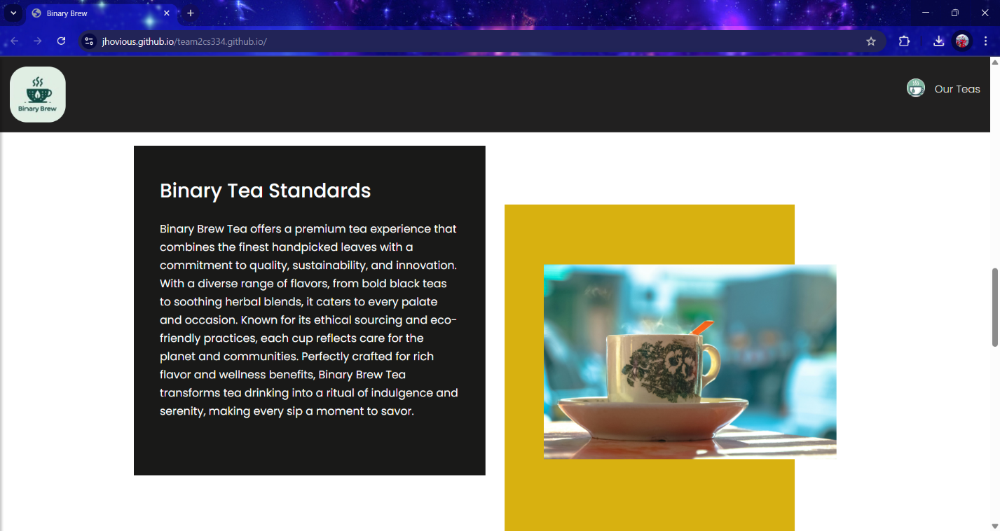 Binary Brew
jhovious.github.io/team2cs334.github.io/
Binary Brew
Our Teas
Binary Tea Standards
Binary Brew Tea offers a premium tea experience that
combines the finest handpicked leaves with a
commitment to quality, sustainability, and innovation.
With a diverse range of flavors, from bold black teas
to soothing herbal blends, it caters to every palate
and occasion. Known for its ethical sourcing and eco-
friendly practices, each cup reflects care for the
planet and communities. Perfectly crafted for rich
flavor and wellness benefits, Binary Brew Tea
transforms tea drinking into a ritual of indulgence and
serenity, making every sip a moment to savor.